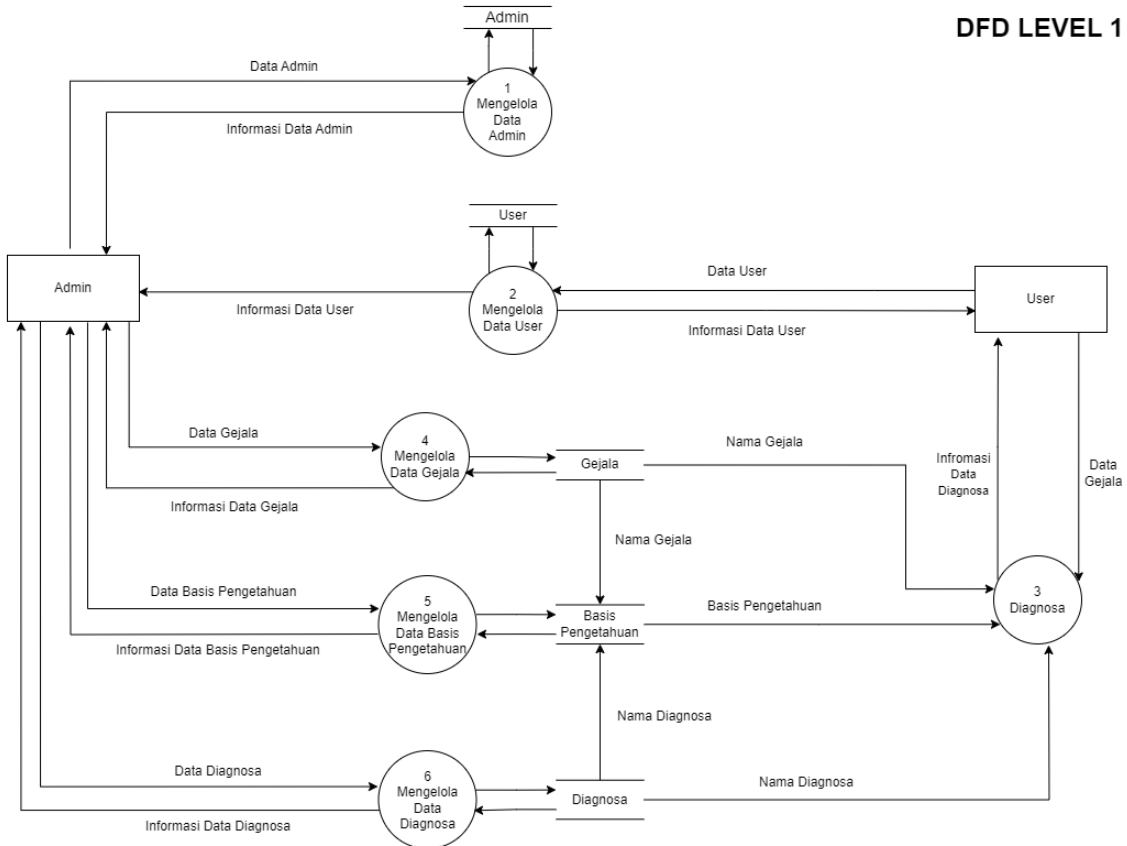 DFD LEVEL 1
Admin
Data Admin
1
Mengelola
Data
Admin
Informasi Data Admin
User
Admin
Data User
2
Mengelola
Data User
User
Informasi Data User
Informasi Data User
Data Gejala
4
Mengelola
Data Gejala
Nama Gejala
Gejala
Infromasi
Data
Diagnosa
Data
Gejala
Informasi Data Gejala
Nama Gejala
Data Basis Pengetahuan
5
Mengelola
Data Basis
Pengetahuan
Basis
Pengetahuan
Basis Pengetahuan
3
Diagnosa
Informasi Data Basis Pengetahuan
Nama Diagnosa
Data Diagnosa
6
Mengelola
Data
Diagnosa
Diagnosa
Nama Diagnosa
Informasi Data Diagnosa